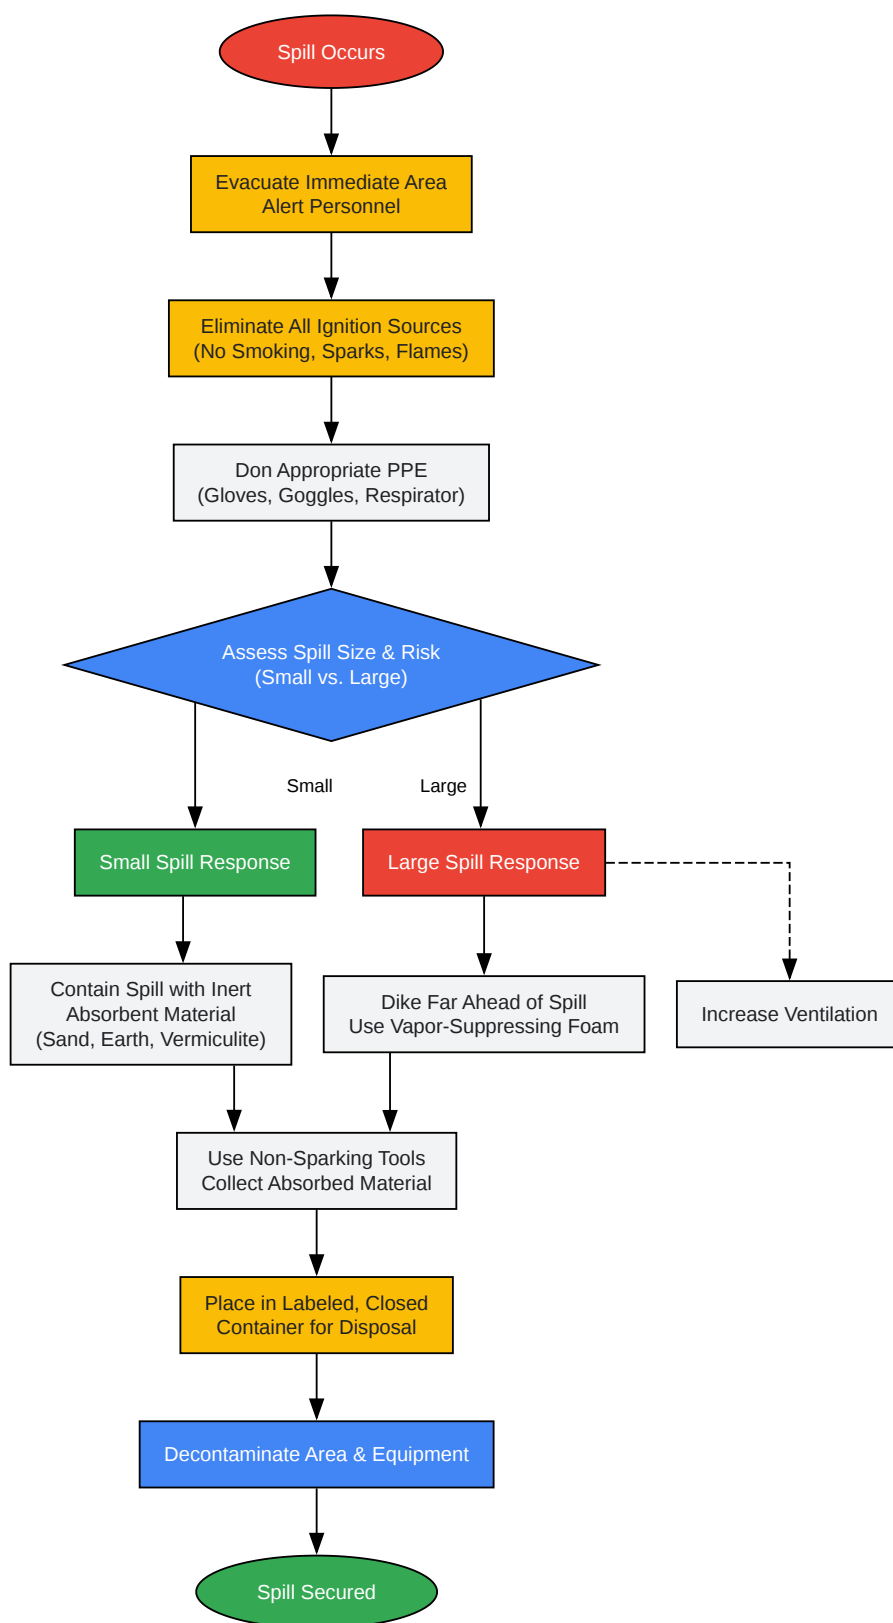 Spill Occurs
Evacuate Immediate Area
Alert Personnel
Eliminate All Ignition Sources
(No Smoking, Sparks, Flames)
Don Appropriate PPE
(Gloves, Goggles, Respirator)
Assess Spill Size & Risk
(Small vs. Large)
Small
Large
Small Spill Response
Large Spill Response
Contain Spill with Inert
Absorbent Material
(Sand, Earth, Vermiculite)
Dike Far Ahead of Spill
Use Vapor-Suppressing Foam
Increase Ventilation
Use Non-Sparking Tools
Collect Absorbed Material
Place in Labeled, Closed
Container for Disposal
Decontaminate Area & Equipment
Spill Secured